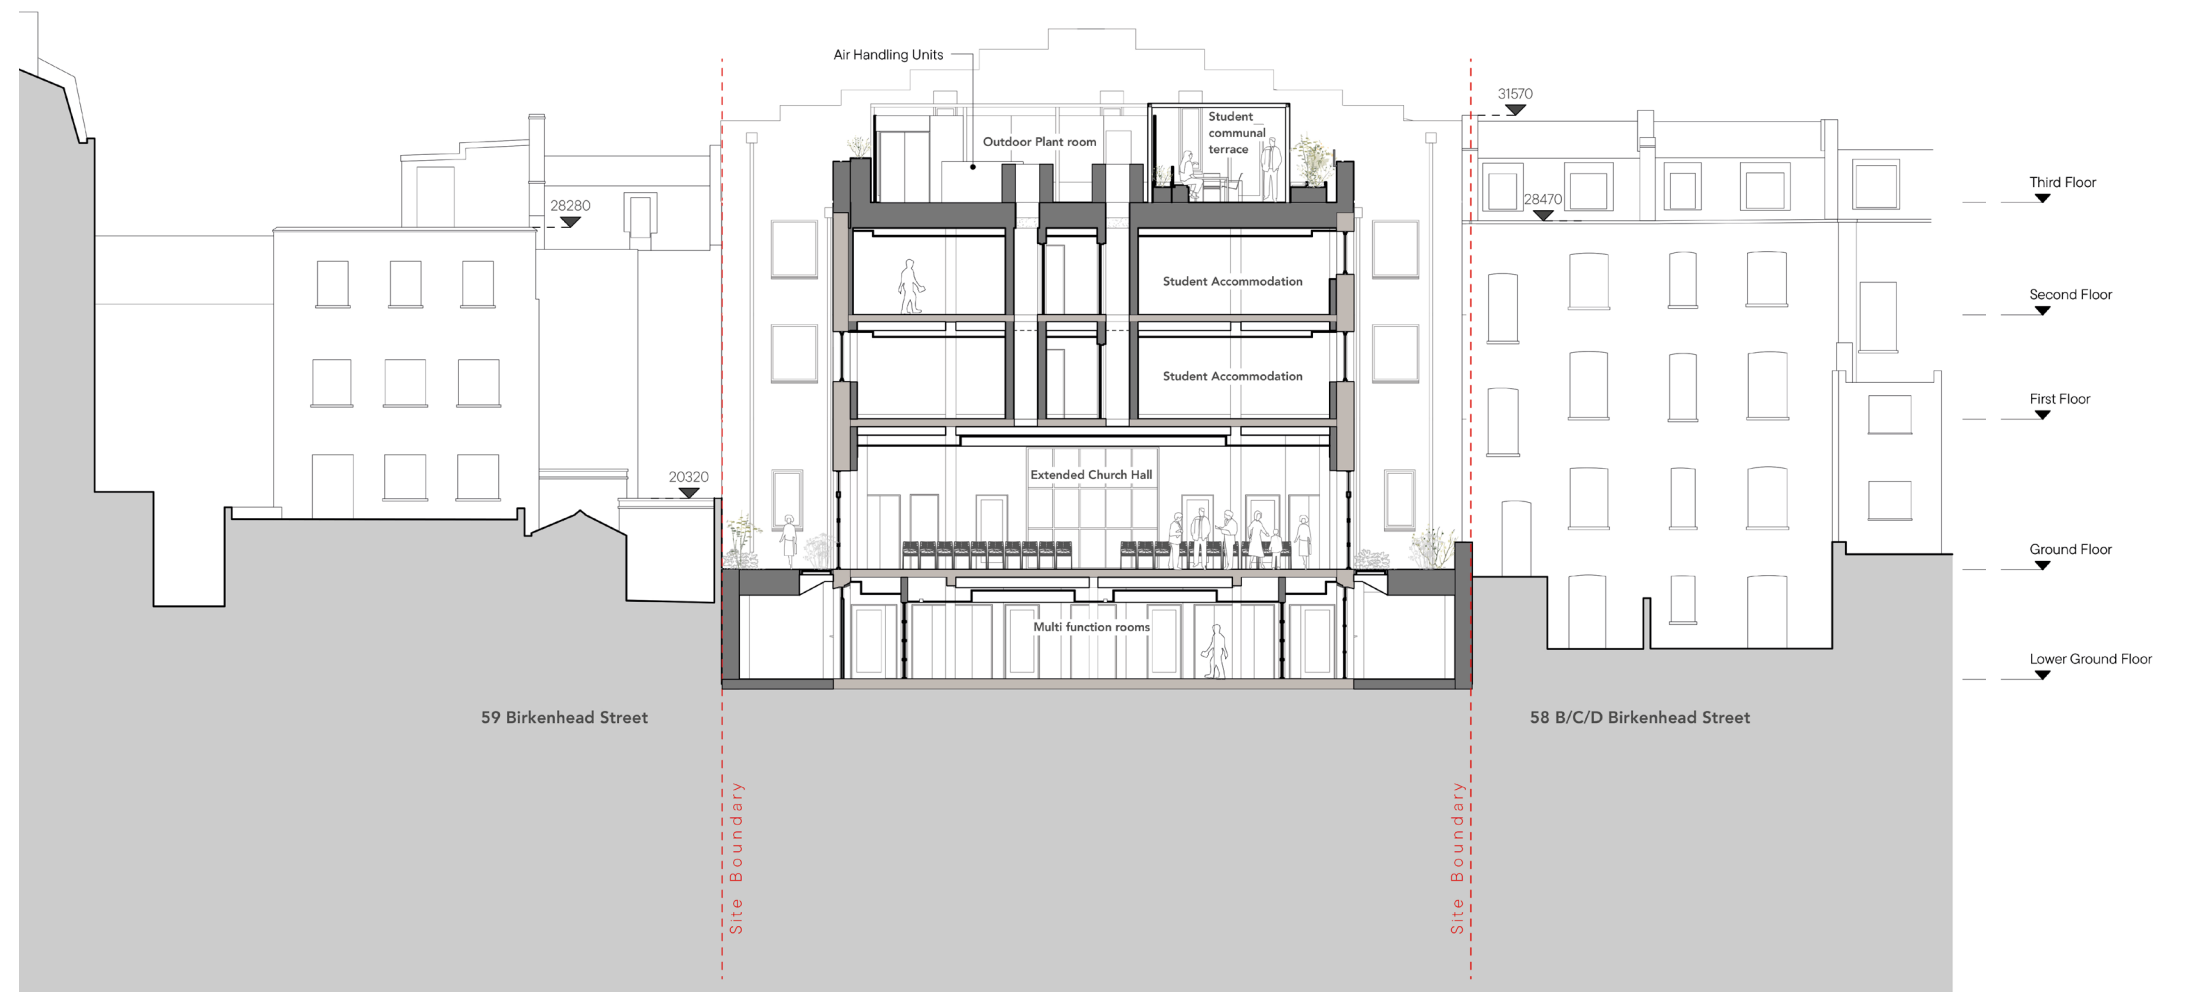 Air Handling Units
31570
Student
communal
terrace
Outdoor Plant room
Third Floor
28280
28470
Student Accommodation
Second Floor
Student Accommodation
First Floor
20320
Extended Church Hall
Ground Floor
Multi function rooms
Lower Ground Floor
59 Birkenhead Street
58 B/C/D Birkenhead Street
Site Boundary
Site Boundary